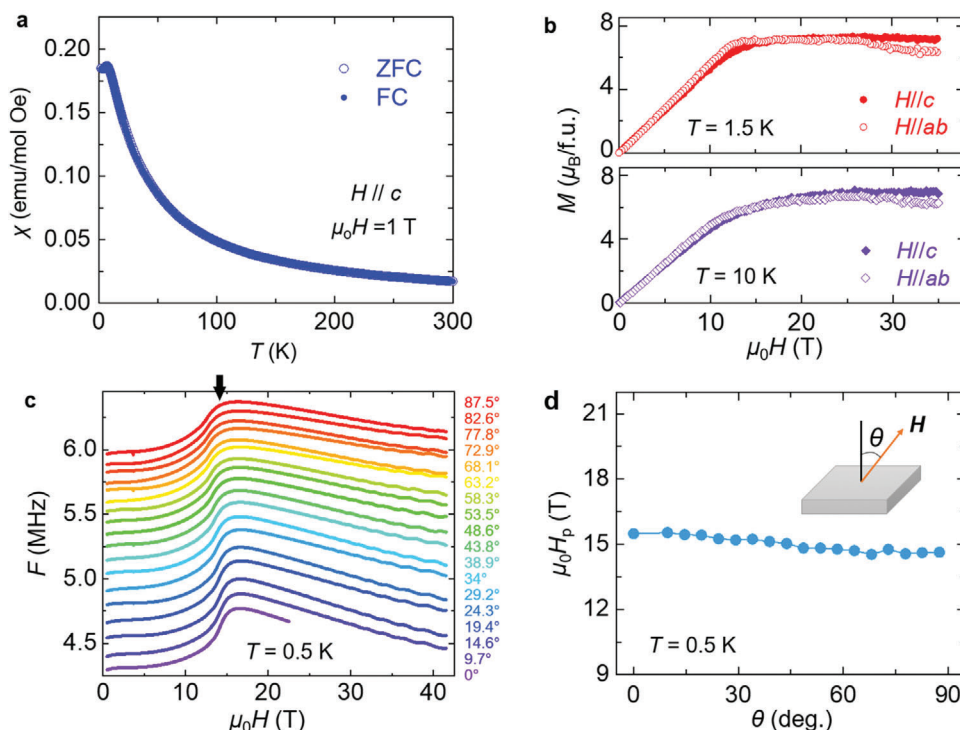 a
0.20
0.15
0.10
0.05
0.00
χ (emu/mol Oe)
ZFC
FC
H // c
μ₀H =1 T
0 100 200 300
T (K)
b
8
4
0
8
4
0
M (μB/f.u.)
T = 1.5 K
H//c
H//ab
T = 10 K
H//c
H//ab
0 10 20 30
μ₀H (T)
c
6.0
5.5
5.0
4.5
F (MHz)
87.5°
82.6°
77.8°
72.9°
68.1°
63.2°
58.3°
53.5°
48.6°
43.8°
38.9°
34°
29.2°
24.3°
19.4°
14.6°
9.7°
0°
T = 0.5 K
0 10 20 30 40
μ₀H (T)
d
21
18
15
12
9
μ₀Hp (T)
θ
H
T = 0.5 K
0 30 60 90
θ (deg.)